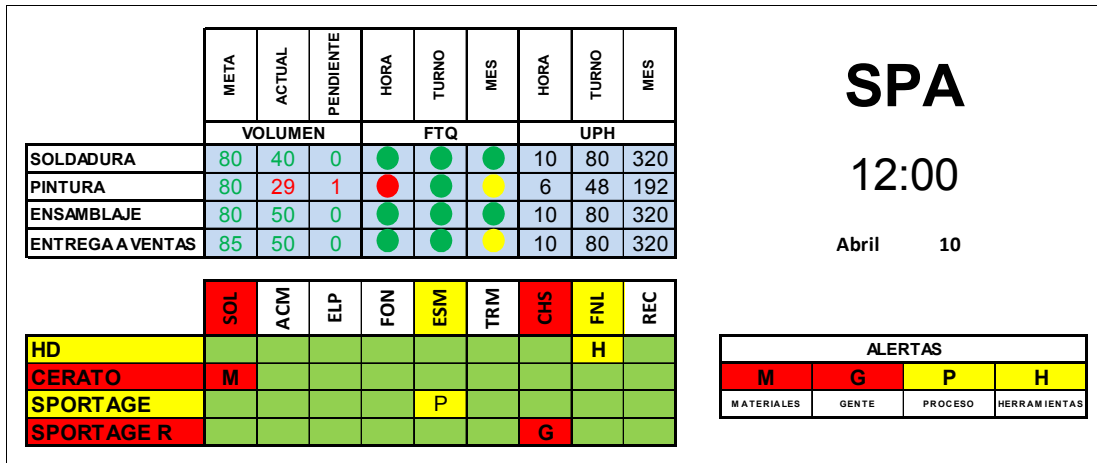 META ACTUAL PENDIENTE HORA TURNO MES HORA TURNO MES
VOLUMEN FTQ UPH
SOLDADURA 80 40 0 10 80 320
PINTURA 80 29 1 6 48 192
ENSAMBLAJE 80 50 0 10 80 320
ENTREGA A VENTAS 85 50 0 10 80 320
SPA
12:00
Abril 10
SOL ACM ELP FON ESM TRM CHS FNL REC
HD H
CERATO M
SPORTAGE P
SPORTAGE R G
ALERTAS
M G P H
MATERIALES GENTE PROCESO HERRAMIENTAS